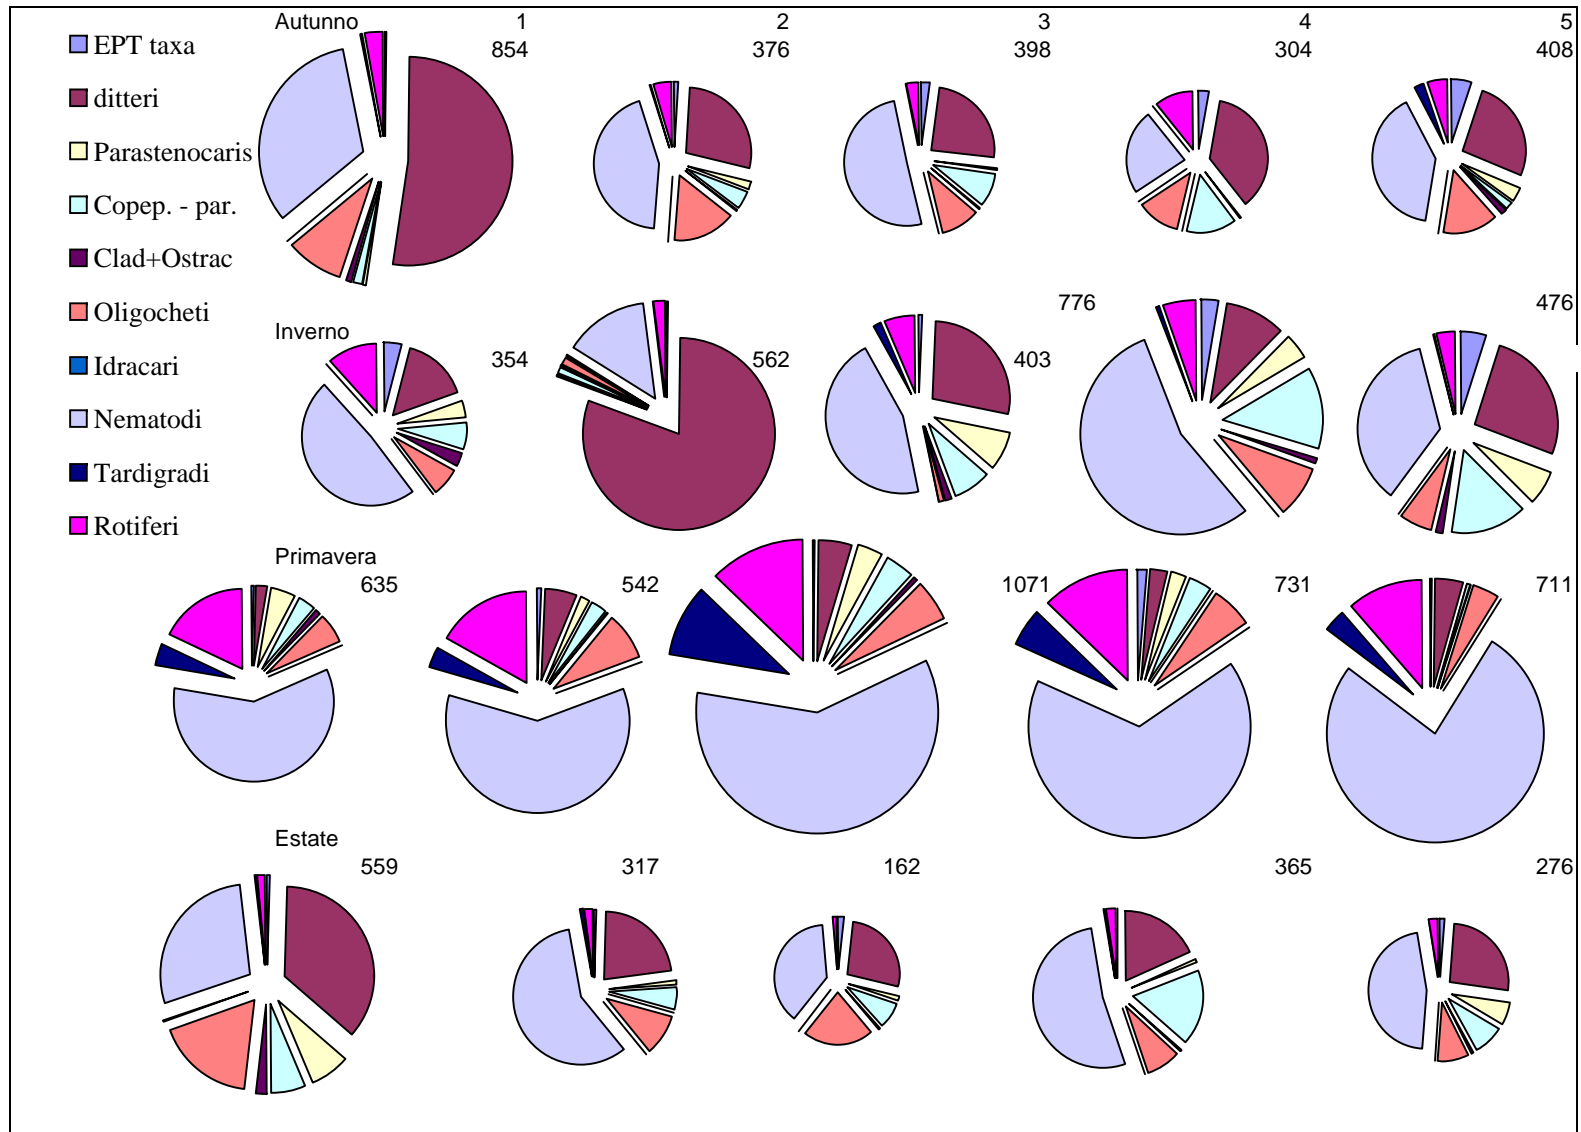 Autunno 1 2 3 4 5
EPT taxa 854 376 398 304 408
ditteri
Parastenocaris
Copep. - par.
Clad+Ostrac
Oligocheti
776 476
Inverno 354 562 403
Idracari
Nematodi
Tardigradi
Rotiferi
Primavera
635 542 1071 731 711
Estate
559 317 162 365 276